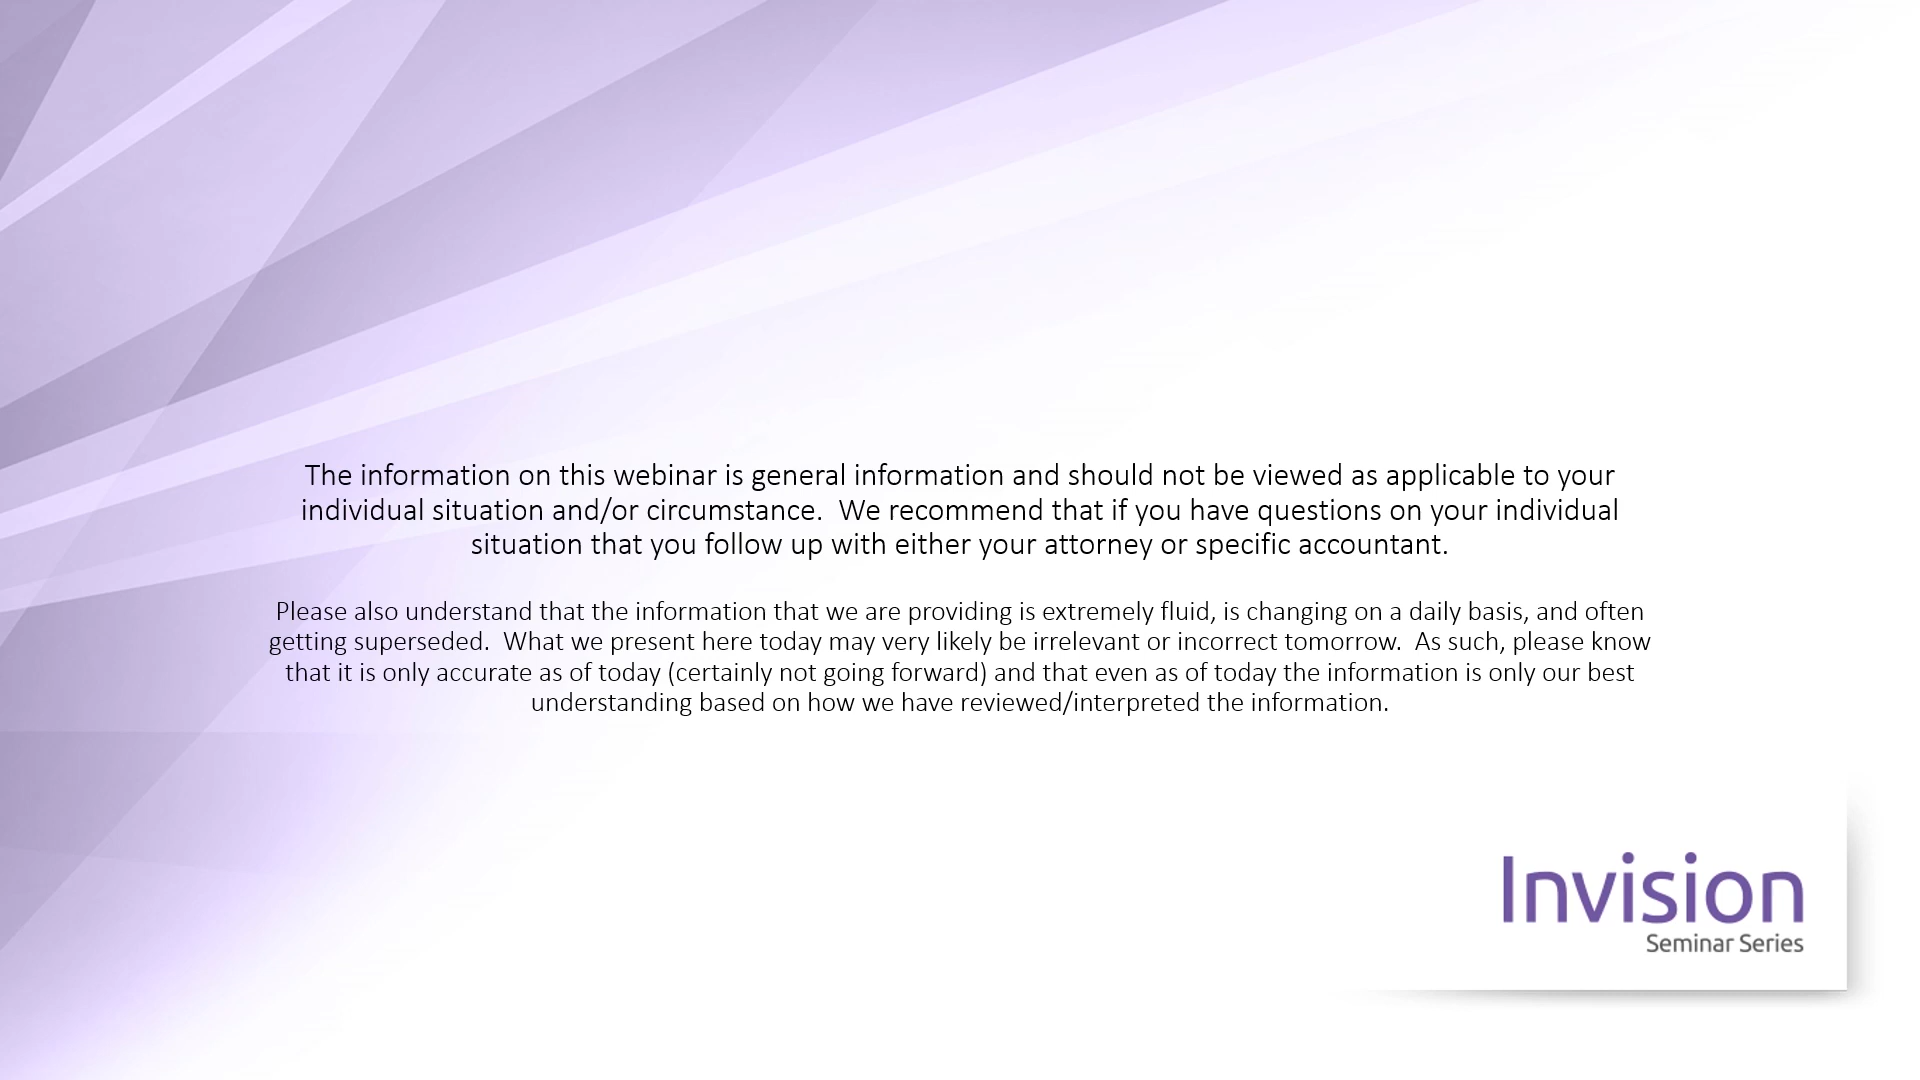 The information on this webinar is general information and should not be viewed as applicable to your
individual situation and/or circumstance.  We recommend that if you have questions on your individual
situation that you follow up with either your attorney or specific accountant.
Please also understand that the information that we are providing is extremely fluid, is changing on a daily basis, and often
getting superseded.  What we present here today may very likely be irrelevant or incorrect tomorrow.  As such, please know
that it is only accurate as of today (certainly not going forward) and that even as of today the information is only our best
understanding based on how we have reviewed/interpreted the information.
Invision
Seminar Series